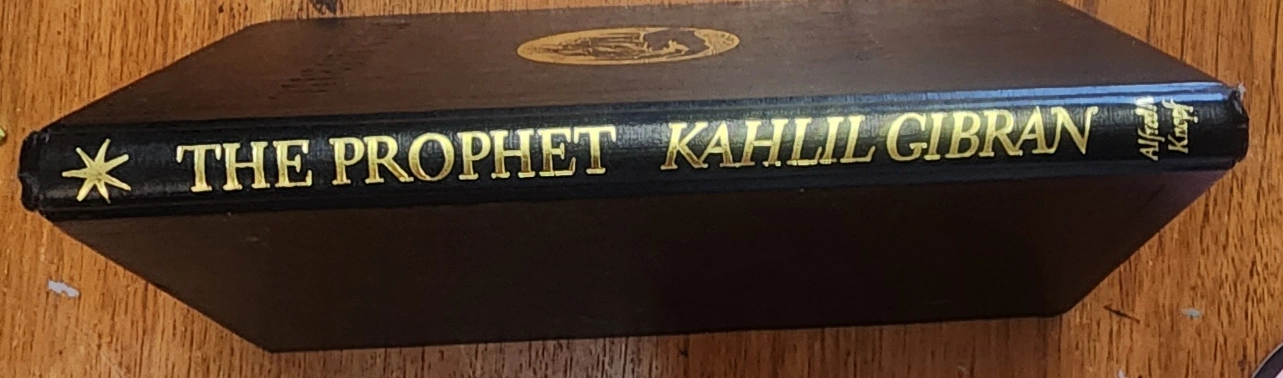 THE PROPHET KAHLIL GIBRAN
Alfred A
Knopf